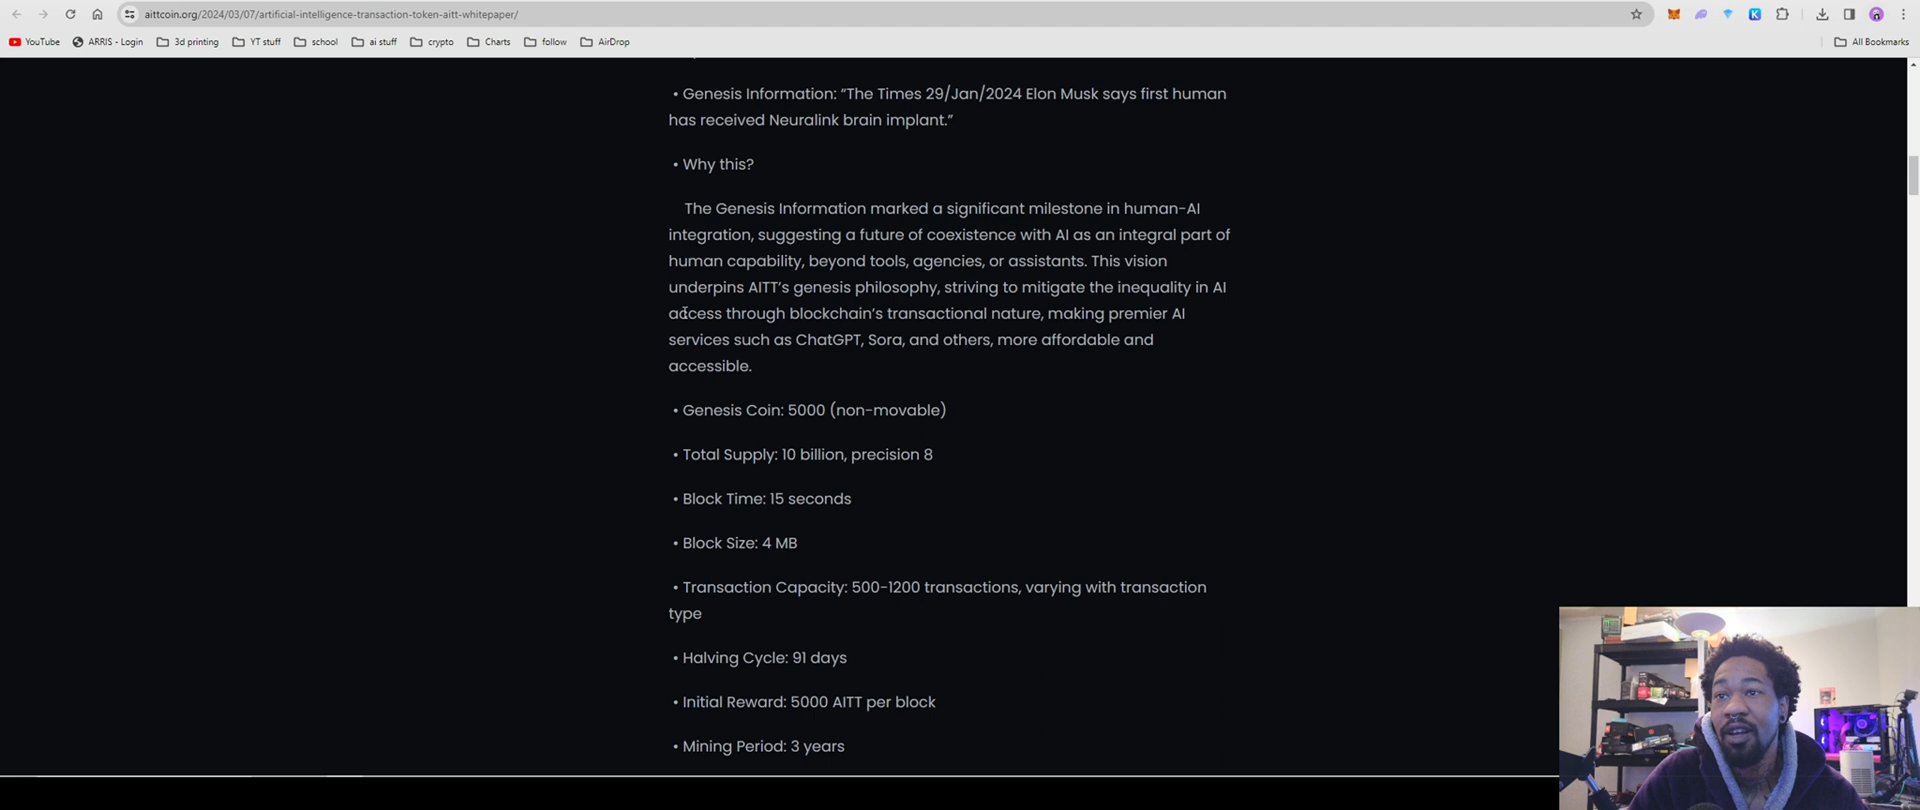 aittcoin.org/2024/03/07/artificial-intelligence-transaction-token-aitt-whitepaper/
YouTube
ARRIS - Login
3d printing
YT stuff
school
ai stuff
crypto
Charts
follow
AirDrop
All Bookmarks
• Genesis Information: “The Times 29/Jan/2024 Elon Musk says first human
has received Neuralink brain implant.”
• Why this?
The Genesis Information marked a significant milestone in human-AI
integration, suggesting a future of coexistence with AI as an integral part of
human capability, beyond tools, agencies, or assistants. This vision
underpins AITT’s genesis philosophy, striving to mitigate the inequality in AI
access through blockchain’s transactional nature, making premier AI
services such as ChatGPT, Sora, and others, more affordable and
accessible.
• Genesis Coin: 5000 (non-movable)
• Total Supply: 10 billion, precision 8
• Block Time: 15 seconds
• Block Size: 4 MB
• Transaction Capacity: 500-1200 transactions, varying with transaction
type
• Halving Cycle: 91 days
• Initial Reward: 5000 AITT per block
• Mining Period: 3 years